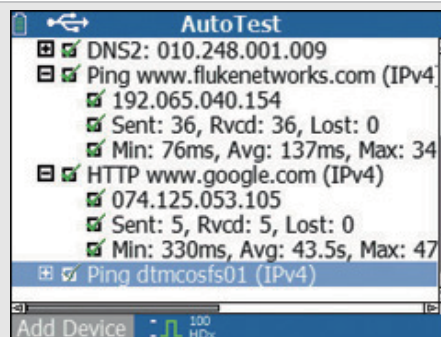 AutoTest
DNS2: 010.248.001.009
Ping www.flukenetworks.com (IPv4
192.065.040.154
Sent: 36, Rvcd: 36, Lost: 0
Min: 76ms, Avg: 137ms, Max: 34
HTTP www.google.com (IPv4)
074.125.053.105
Sent: 5, Rvcd: 5, Lost: 0
Min: 330ms, Avg: 43.5s, Max: 47
Ping dtmcosfs01 (IPv4)
Add Device
100
HDx